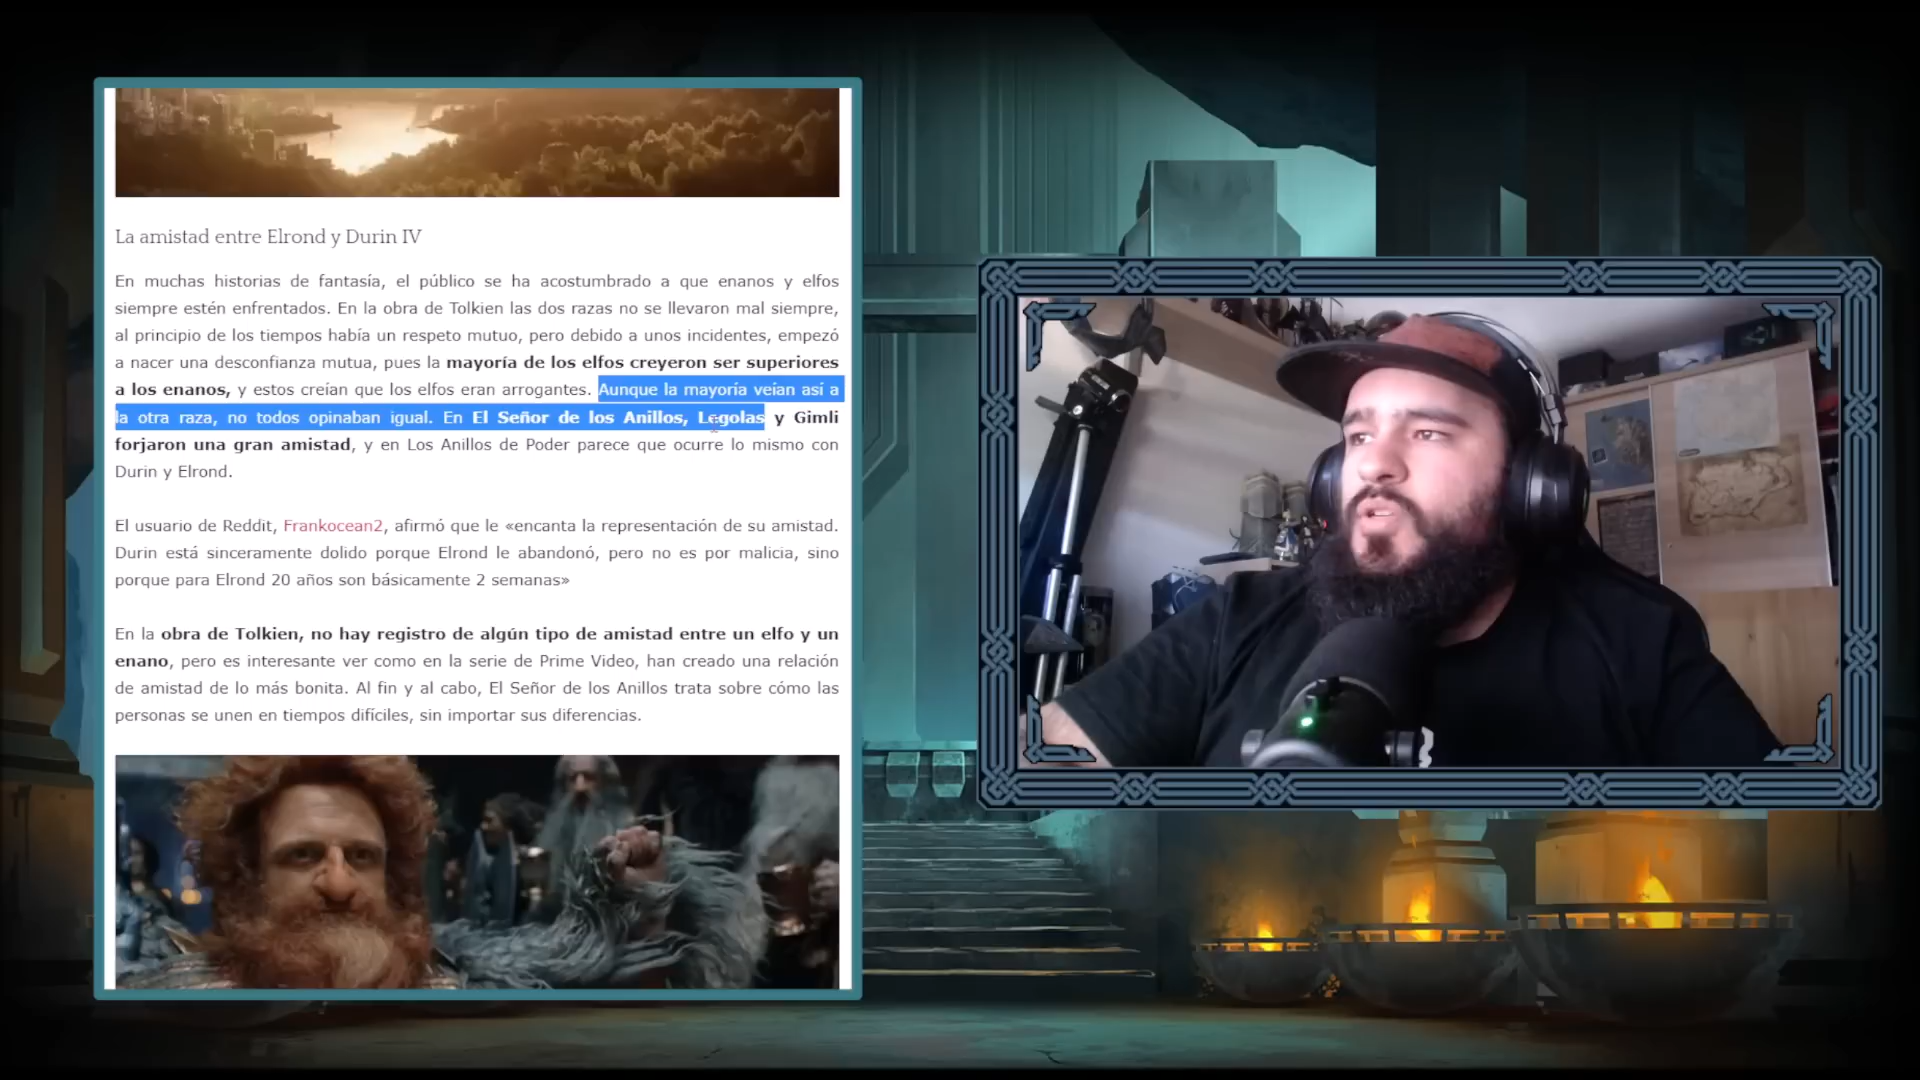 La amistad entre Elrond y Durin IV
En muchas historias de fantasía, el público se ha acostumbrado a que enanos y elfos
siempre estén enfrentados. En la obra de Tolkien las dos razas no se llevaron mal siempre,
al principio de los tiempos había un respeto mutuo, pero debido a unos incidentes, empezó
a nacer una desconfianza mutua, pues la mayoría de los elfos creyeron ser superiores
a los enanos, y estos creían que los elfos eran arrogantes. Aunque la mayoría veían así a
la otra raza, no todos opinaban igual. En El Señor de los Anillos, Legolas y Gimli
forjaron una gran amistad, y en Los Anillos de Poder parece que ocurre lo mismo con
Durin y Elrond.
El usuario de Reddit, Frankocean2, afirmó que le «encanta la representación de su amistad.
Durin está sinceramente dolido porque Elrond le abandonó, pero no es por malicia, sino
porque para Elrond 20 años son básicamente 2 semanas»
En la obra de Tolkien, no hay registro de algún tipo de amistad entre un elfo y un
enano, pero es interesante ver como en la serie de Prime Video, han creado una relación
de amistad de lo más bonita. Al fin y al cabo, El Señor de los Anillos trata sobre cómo las
personas se unen en tiempos difíciles, sin importar sus diferencias.